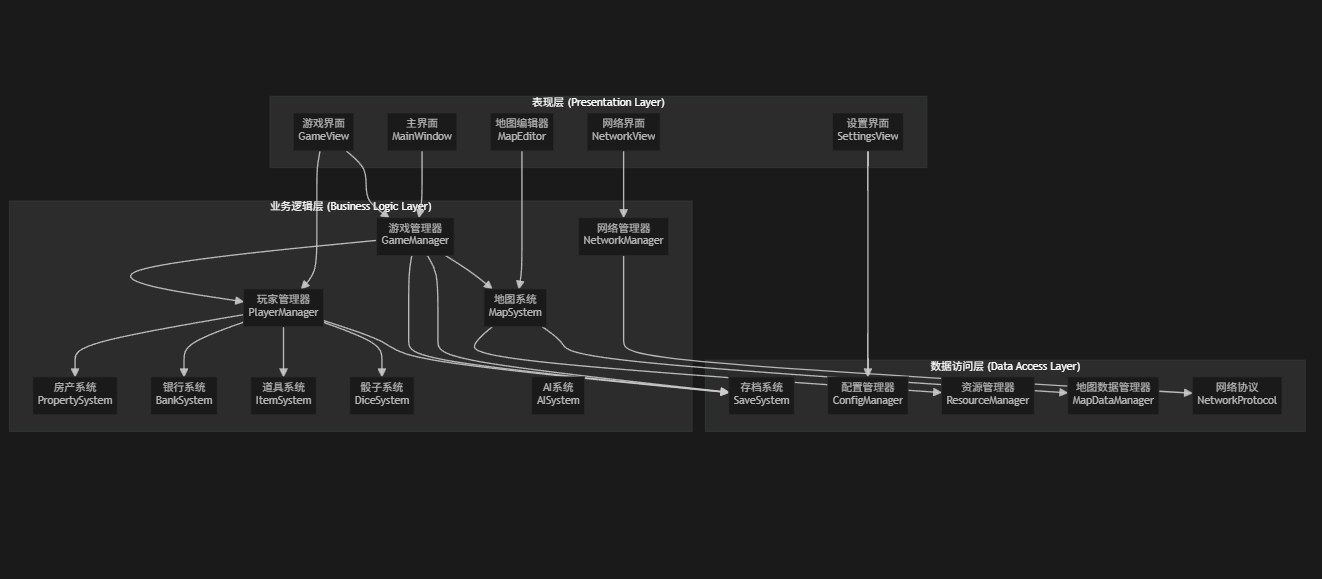 表现层 (Presentation Layer)
游戏界面
GameView
主界面
MainWindow
地图编辑器
MapEditor
网络界面
NetworkView
设置界面
SettingsView
业务逻辑层 (Business Logic Layer)
游戏管理器
GameManager
网络管理器
NetworkManager
玩家管理器
PlayerManager
地图系统
MapSystem
房产系统
PropertySystem
银行系统
BankSystem
道具系统
ItemSystem
骰子系统
DiceSystem
AI系统
AISystem
数据访问层 (Data Access Layer)
存档系统
SaveSystem
配置管理器
ConfigManager
资源管理器
ResourceManager
地图数据管理器
MapDataManager
网络协议
NetworkProtocol